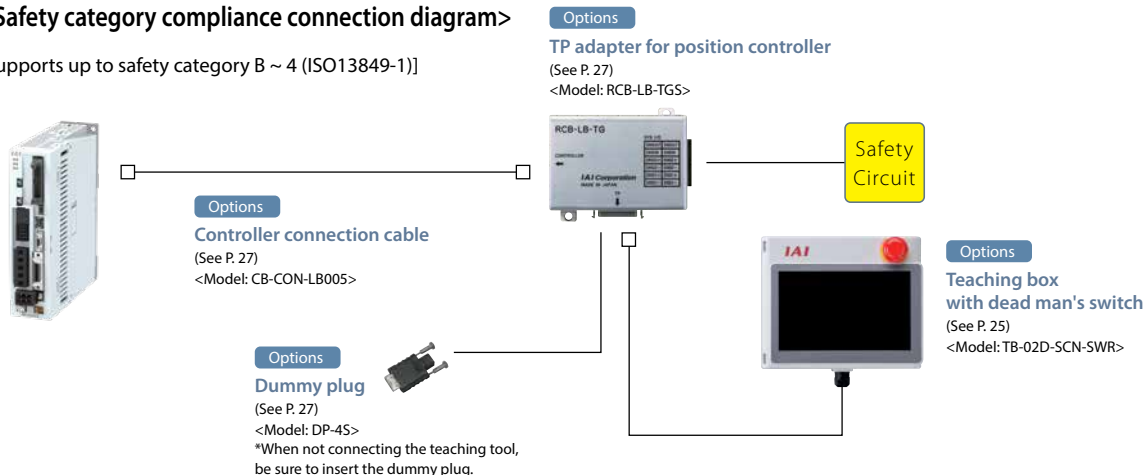 Safety category compliance connection diagram>
upports up to safety category B ~ 4 (ISO13849-1)]
Options
TP adapter for position controller
(See P. 27)
<Model: RCB-LB-TGS>
RCB-LB-TG
CONTROLLER
IAI Corporation
MADE IN JAPAN
Safety
Circuit
Options
Controller connection cable
(See P. 27)
<Model: CB-CON-LB005>
IAI
Options
Teaching box
with dead man's switch
(See P. 25)
<Model: TB-02D-SCN-SWR>
Options
Dummy plug
(See P. 27)
<Model: DP-4S>
*When not connecting the teaching tool,
be sure to insert the dummy plug.